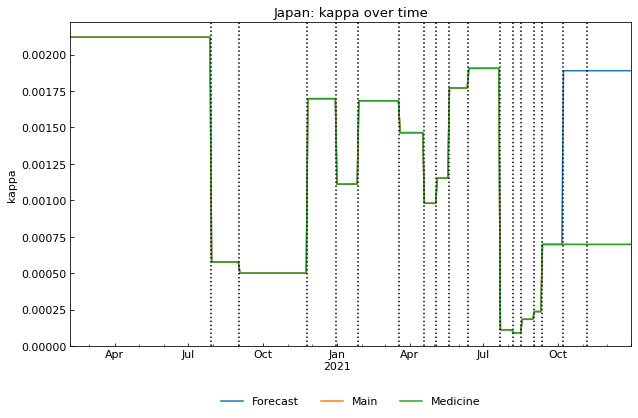 Japan: kappa over time
kappa
0.00200
0.00175
0.00150
0.00125
0.00100
0.00075
0.00050
0.00025
0.00000
Apr Jul Oct Jan Apr Jul Oct
2021
Forecast Main Medicine